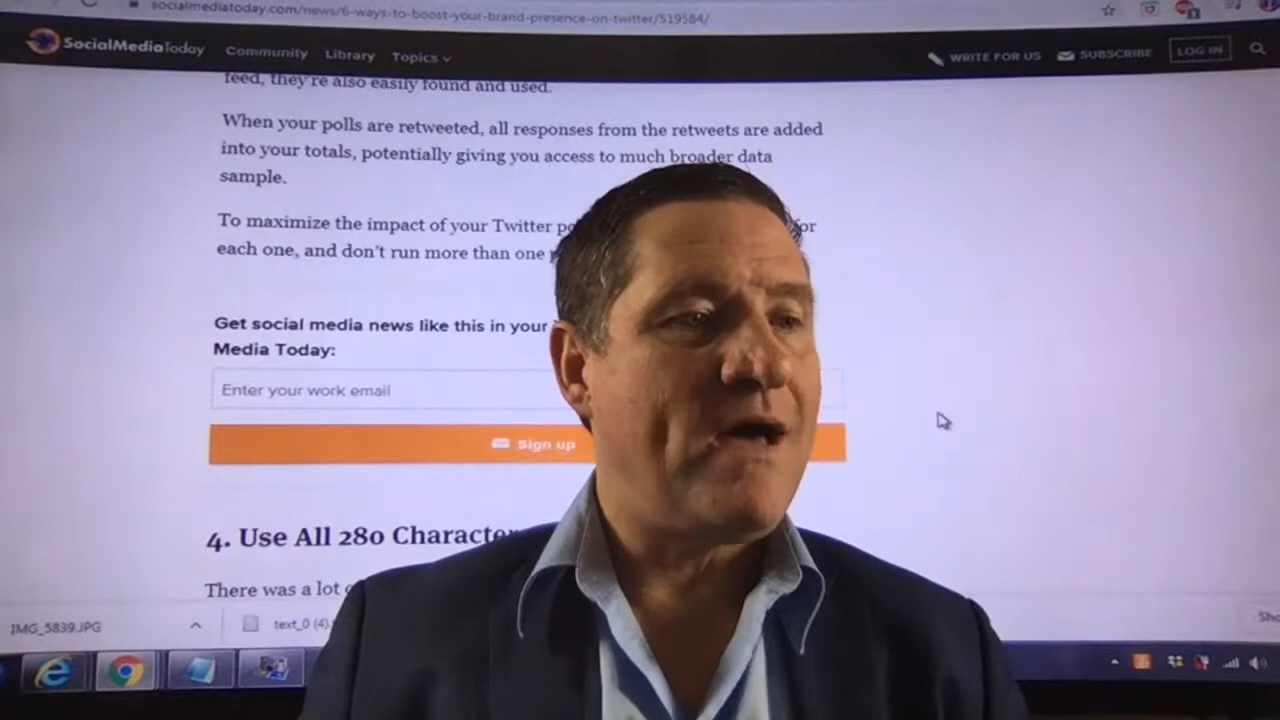 socialmediatoday.com/news/6-ways-to-boost-your-brand-presence-on-twitter/519584/
SocialMediaToday Community Library Topics WRITE FOR US SUBSCRIBE LOG IN
feed, they're also easily found and used.
When your polls are retweeted, all responses from the retweets are added
into your totals, potentially giving you access to much broader data
sample.
To maximize the impact of your Twitter for
each one, and don't run more than one
Get social media news like this in your
Media Today:
Enter your work email
Sign up
4. Use All 280
There was a lot
IMG_5839.JPG text_0 (4)